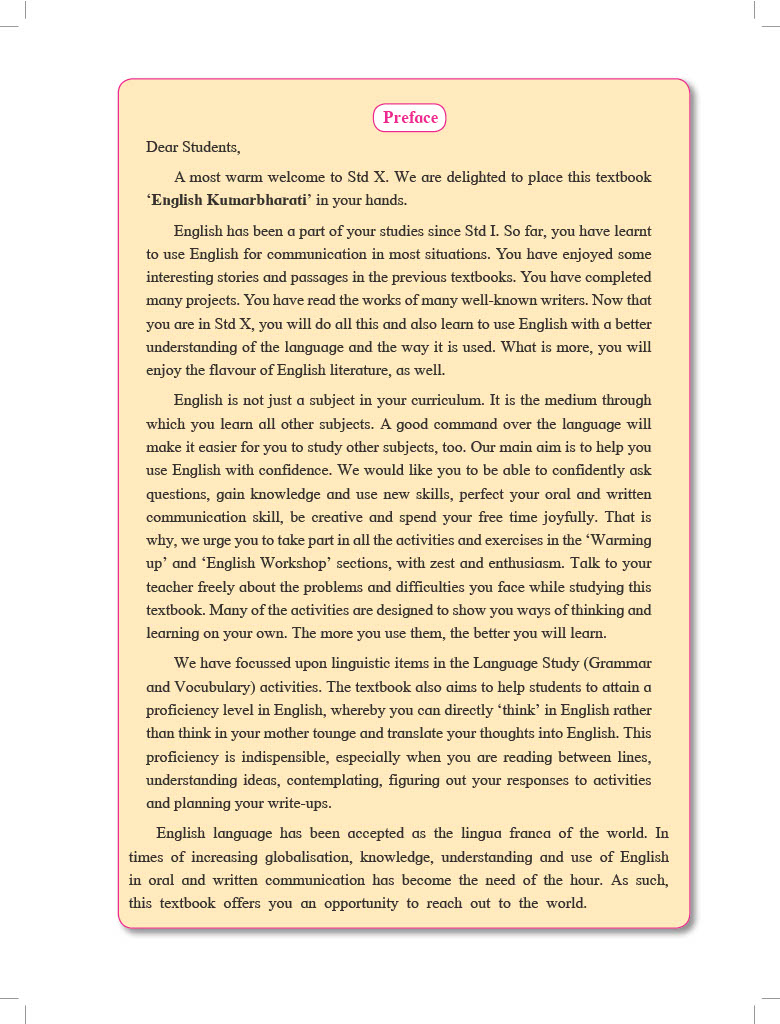 Preface
Dear Students,
A most warm welcome to Std X. We are delighted to place this textbook
‘English Kumarbharati’ in your hands.
English has been a part of your studies since Std I. So far, you have learnt
to use English for communication in most situations. You have enjoyed some
interesting stories and passages in the previous textbooks. You have completed
many projects. You have read the works of many well-known writers. Now that
you are in Std X, you will do all this and also learn to use English with a better
understanding of the language and the way it is used. What is more, you will
enjoy the flavour of English literature, as well.
English is not just a subject in your curriculum. It is the medium through
which you learn all other subjects. A good command over the language will
make it easier for you to study other subjects, too. Our main aim is to help you
use English with confidence. We would like you to be able to confidently ask
questions, gain knowledge and use new skills, perfect your oral and written
communication skill, be creative and spend your free time joyfully. That is
why, we urge you to take part in all the activities and exercises in the ‘Warming
up’ and ‘English Workshop’ sections, with zest and enthusiasm. Talk to your
teacher freely about the problems and difficulties you face while studying this
textbook. Many of the activities are designed to show you ways of thinking and
learning on your own. The more you use them, the better you will learn.
We have focussed upon linguistic items in the Language Study (Grammar
and Vocubulary) activities. The textbook also aims to help students to attain a
proficiency level in English, whereby you can directly ‘think’ in English rather
than think in your mother tounge and translate your thoughts into English. This
proficiency is indispensible, especially when you are reading between lines,
understanding ideas, contemplating, figuring out your responses to activities
and planning your write-ups.
English language has been accepted as the lingua franca of the world. In
times of increasing globalisation, knowledge, understanding and use of English
in oral and written communication has become the need of the hour. As such,
this textbook offers you an opportunity to reach out to the world.